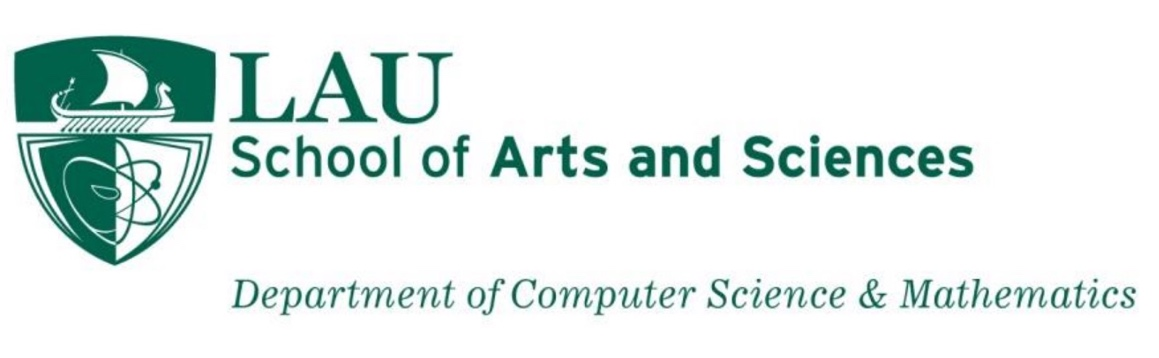 LAU
School of Arts and Sciences
Department of Computer Science & Mathematics